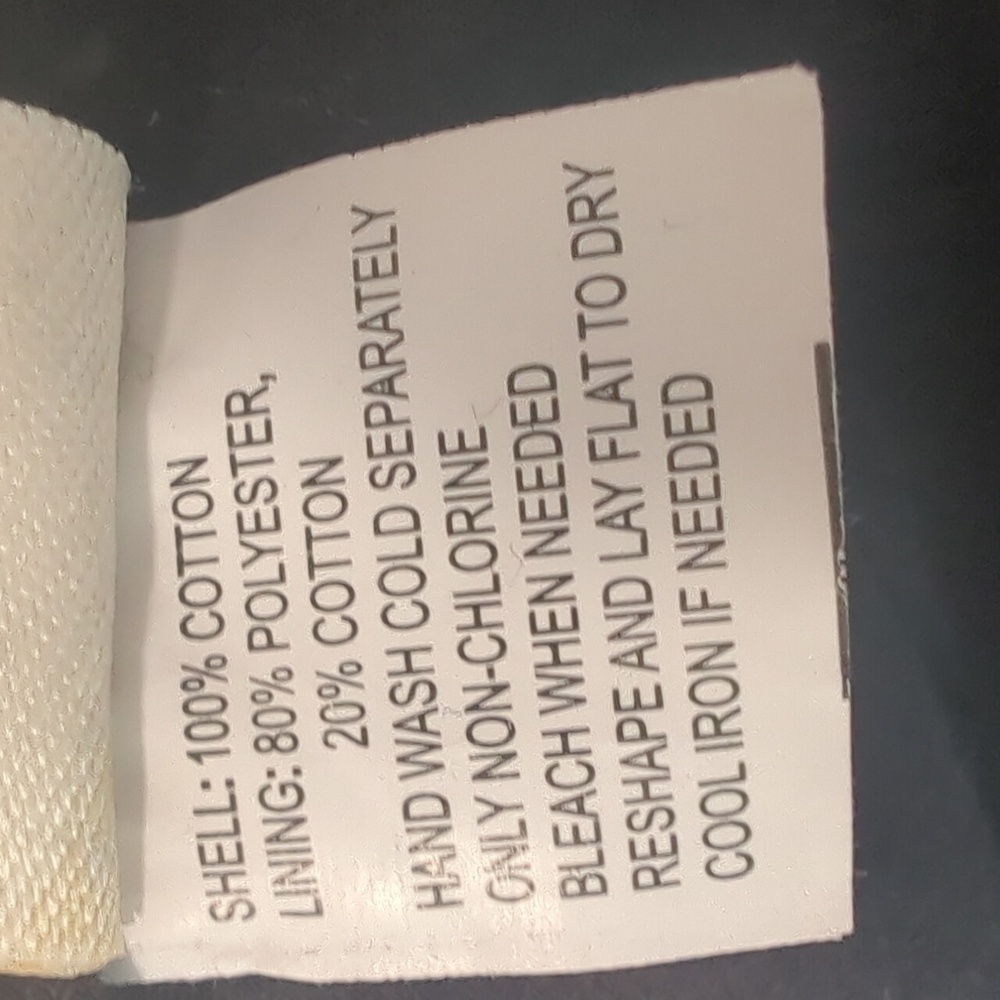 SHELL: 100% COTTON
LINING: 80% POLYESTER,
20% COTTON
HAND WASH COLD SEPARATELY
ONLY NON-CHLORINE
BLEACH WHEN NEEDED
RESHAPE AND LAY FLAT TO DRY
COOL IRON IF NEEDED